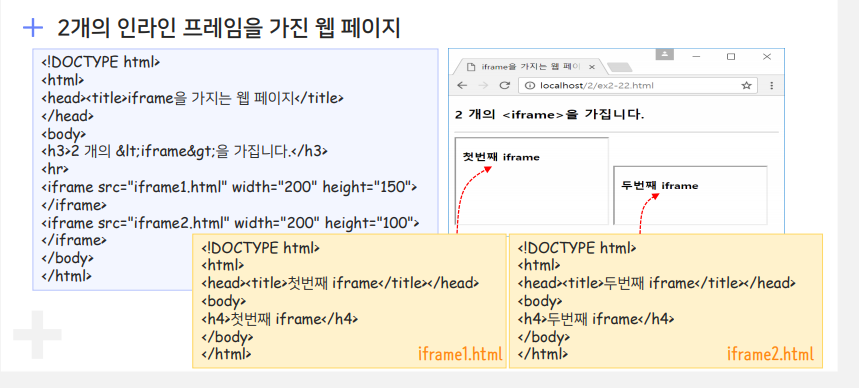 2개의 인라인 프레임을 가진 웹 페이지
<!DOCTYPE html>
<html>
<head><title>iframe을 가지는 웹 페이지</title>
</head>
<body>
<h3>2 개의 &lt;iframe&gt;을 가집니다.</h3>
<hr>
<iframe src="iframe1.html" width="200" height="150">
</iframe>
<iframe src="iframe2.html" width="200" height="100">
</iframe>
</body>
</html>
iframe을 가지는 웹 페이
localhost/2/ex2-22.html
2 개의 <iframe>을 가집니다.
첫번째 iframe
두번째 iframe
<!DOCTYPE html>
<html>
<head><title>첫번째 iframe</title></head>
<body>
<h4>첫번째 iframe</h4>
</body>
</html>
iframe1.html
<!DOCTYPE html>
<html>
<head><title>두번째 iframe</title></head>
<body>
<h4>두번째 iframe</h4>
</body>
</html>
iframe2.html